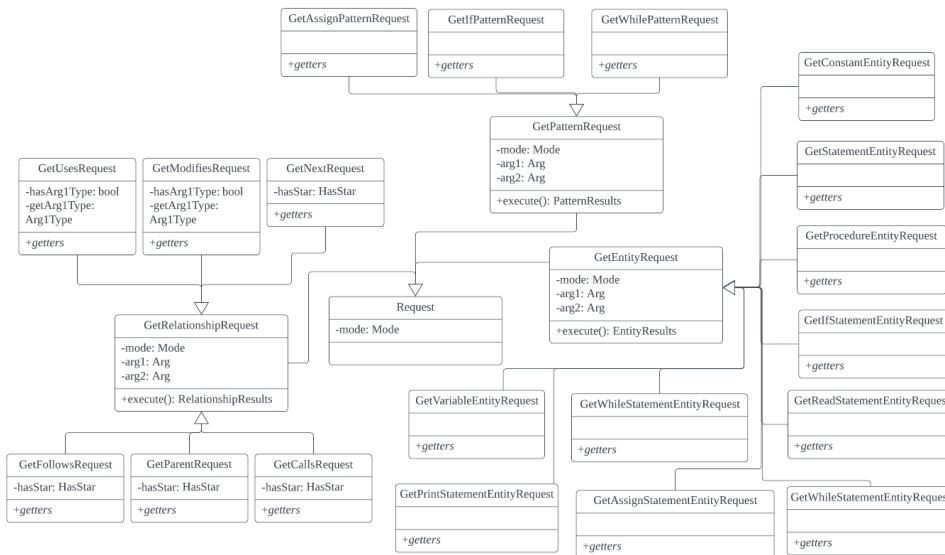 GetAssignPatternRequest
+getters
GetIfPatternRequest
+getters
GetWhilePatternRequest
+getters
GetConstantEntityRequest
+getters
GetPatternRequest
-mode: Mode
-arg1: Arg
-arg2: Arg
+execute(): PatternResults
GetUsesRequest
-hasArg1Type: bool
-getArg1Type:
Arg1Type
+getters
GetModifiesRequest
-hasArg1Type: bool
-getArg1Type:
Arg1Type
+getters
GetNextRequest
-hasStar: HasStar
+getters
GetStatementEntityRequest
+getters
GetProcedureEntityRequest
+getters
GetEntityRequest
-mode: Mode
-arg1: Arg
-arg2: Arg
+execute(): EntityResults
Request
-mode: Mode
GetRelationshipRequest
-mode: Mode
-arg1: Arg
-arg2: Arg
+execute(): RelationshipResults
GetIfStatementEntityRequest
+getters
GetVariableEntityRequest
+getters
GetWhileStatementEntityRequest
+getters
GetReadStatementEntityRequest
+getters
GetFollowsRequest
-hasStar: HasStar
+getters
GetParentRequest
-hasStar: HasStar
+getters
GetCallsRequest
-hasStar: HasStar
+getters
GetPrintStatementEntityRequest
+getters
GetAssignStatementEntityRequest
+getters
GetWhileStatementEntityRequest
+getters